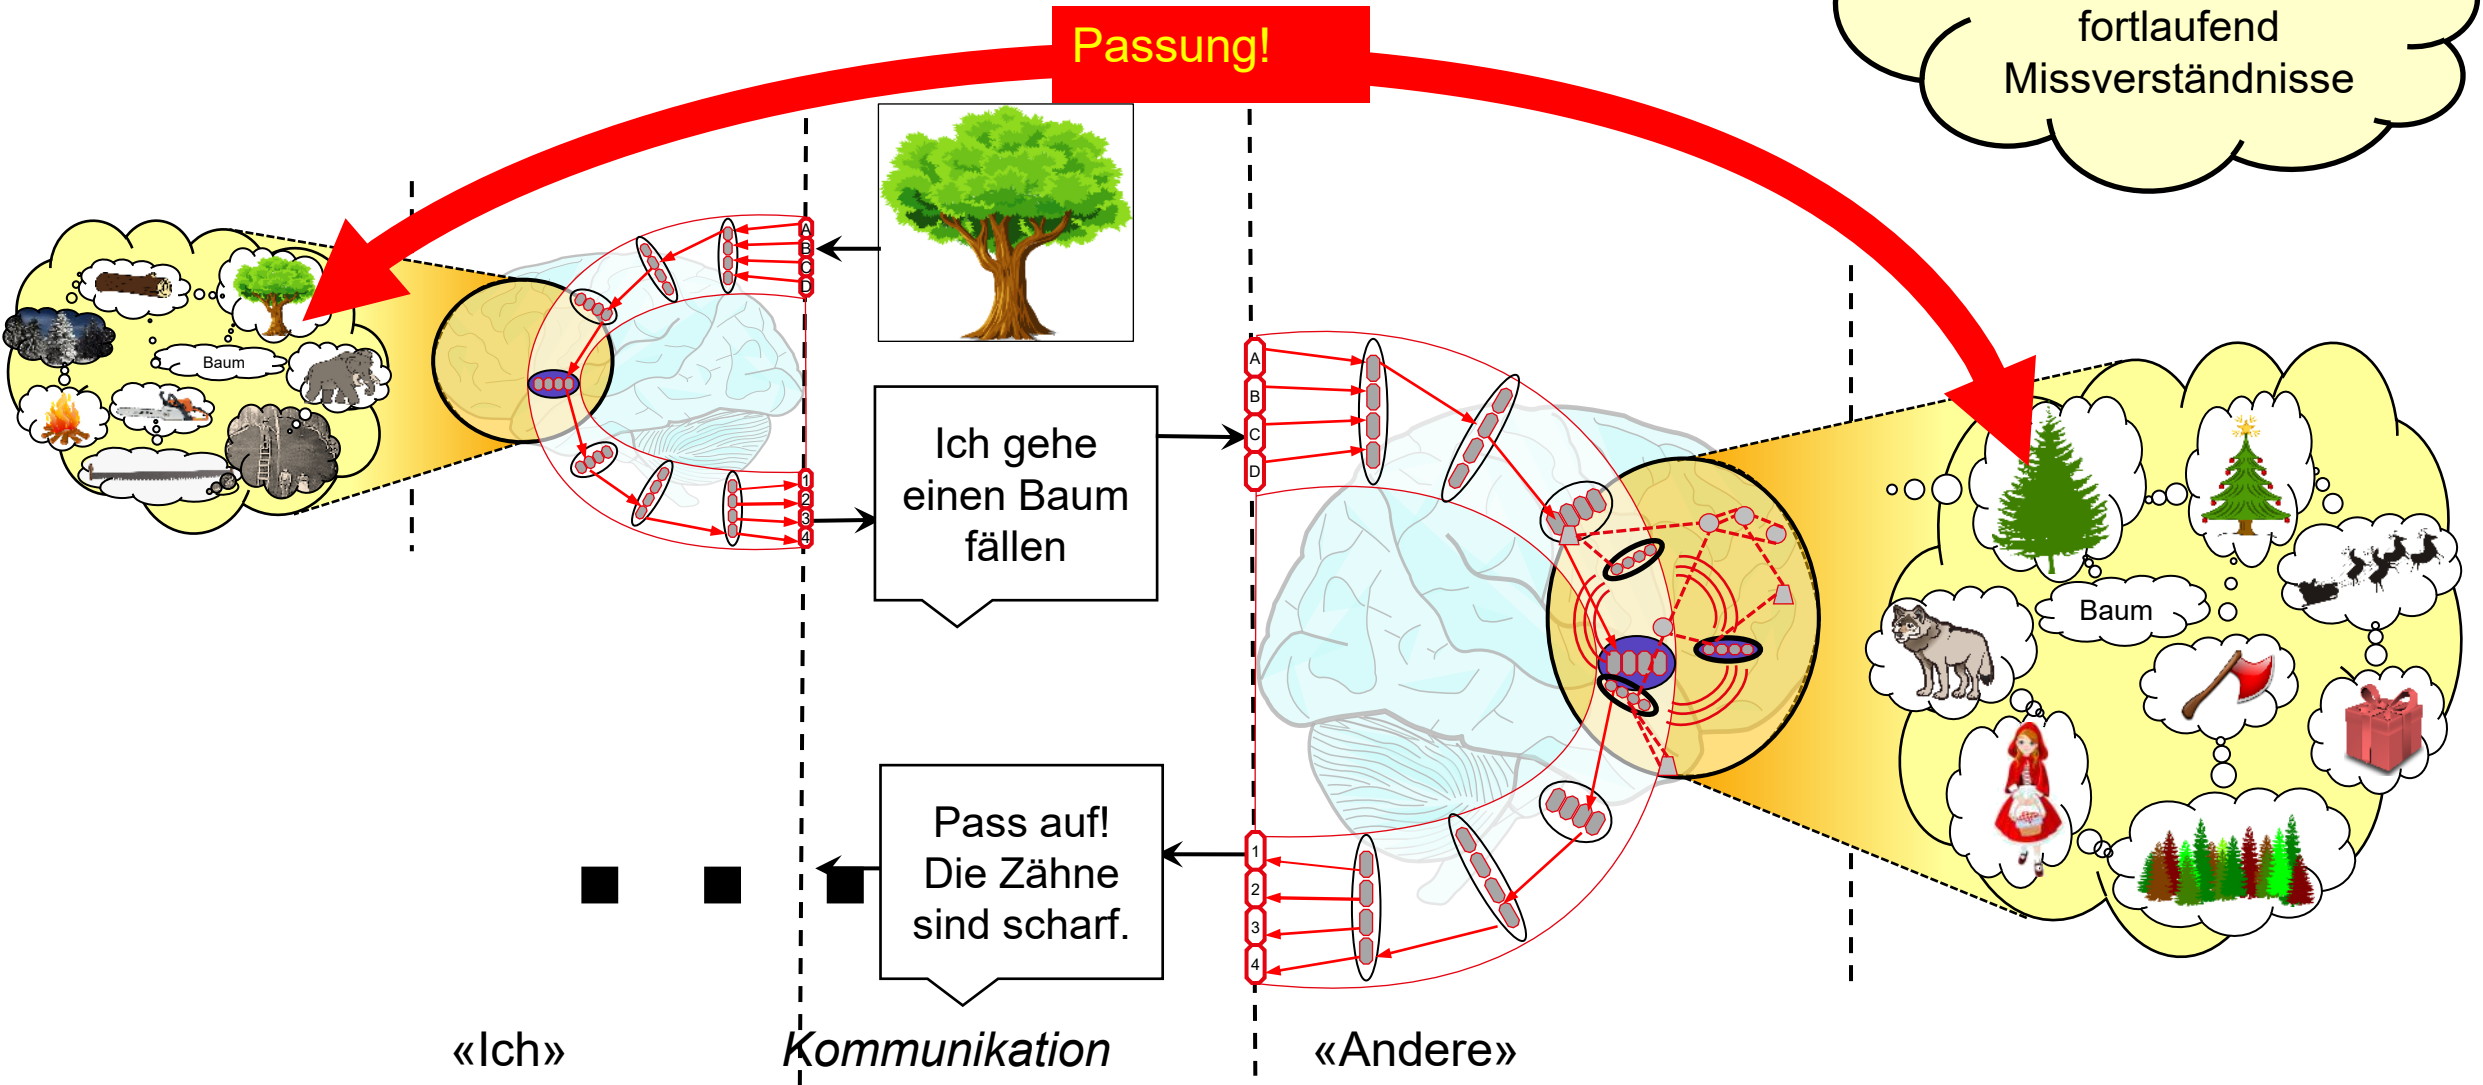 Passung!
fortlaufend
Missverständnisse
A
B
C
D
Baum
1
2
3
4
Ich gehe
einen Baum
fällen
A
B
C
D
Baum
Pass auf!
Die Zähne
sind scharf.
1
2
3
4
«Ich»
Kommunikation
«Andere»